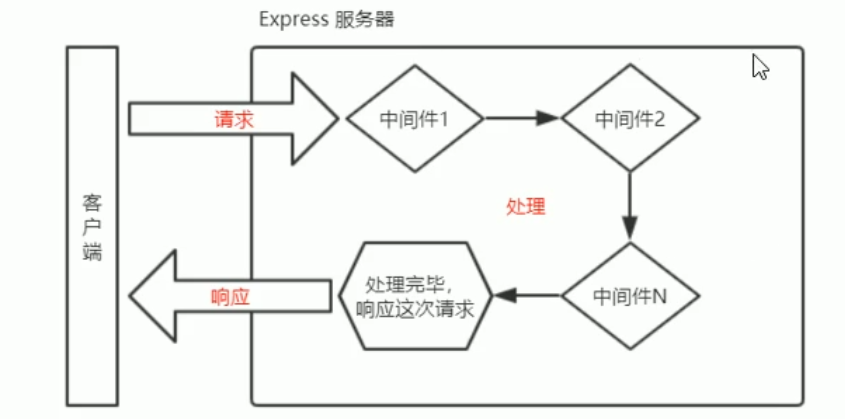 Express 服务器
客户端
请求
中间件1
中间件2
处理
响应
处理完毕，
响应这次请求
中间件N